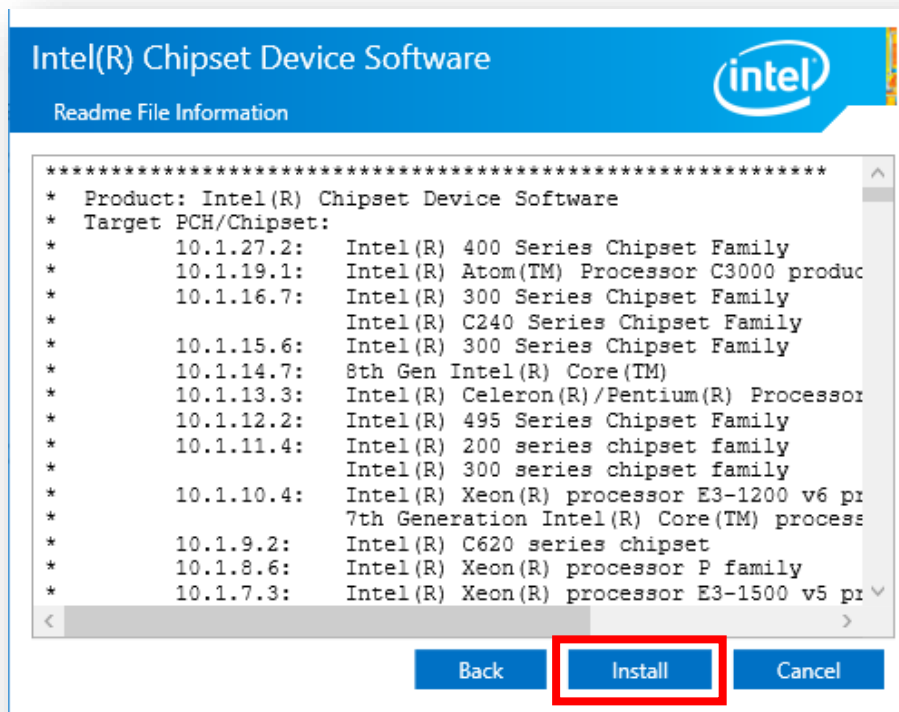 Intel(R) Chipset Device Software
intel
Readme File Information
************************************************************
* Product: Intel(R) Chipset Device Software
* Target PCH/Chipset:
* 10.1.27.2: Intel(R) 400 Series Chipset Family
* 10.1.19.1: Intel(R) Atom(TM) Processor C3000 produc
* 10.1.16.7: Intel(R) 300 Series Chipset Family
* Intel(R) C240 Series Chipset Family
* 10.1.15.6: Intel(R) 300 Series Chipset Family
* 10.1.14.7: 8th Gen Intel(R) Core(TM)
* 10.1.13.3: Intel(R) Celeron(R)/Pentium(R) Processor
* 10.1.12.2: Intel(R) 495 Series Chipset Family
* 10.1.11.4: Intel(R) 200 series chipset family
* Intel(R) 300 series chipset family
* 10.1.10.4: Intel(R) Xeon(R) processor E3-1200 v6 pr
* 7th Generation Intel(R) Core(TM) process
* 10.1.9.2: Intel(R) C620 series chipset
* 10.1.8.6: Intel(R) Xeon(R) processor P family
* 10.1.7.3: Intel(R) Xeon(R) processor E3-1500 v5 pr
Back Install Cancel